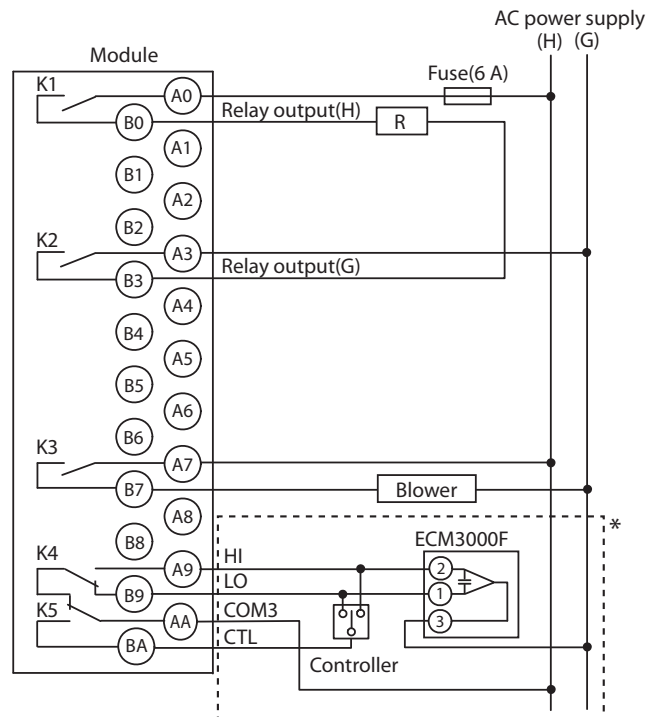 AC power supply
(H) (G)
Module
Fuse(6 A)
K1
A0
B0
Relay output(H)
R
A1
B1
A2
B2
K2
A3
B3
Relay output(G)
A4
B4
A5
B5
A6
B6
K3
A7
B7
Blower
A8
B8
*
ECM3000F
K4
A9
HI
2
B9
LO
1
K5
AA
COM3
3
BA
CTL
Controller